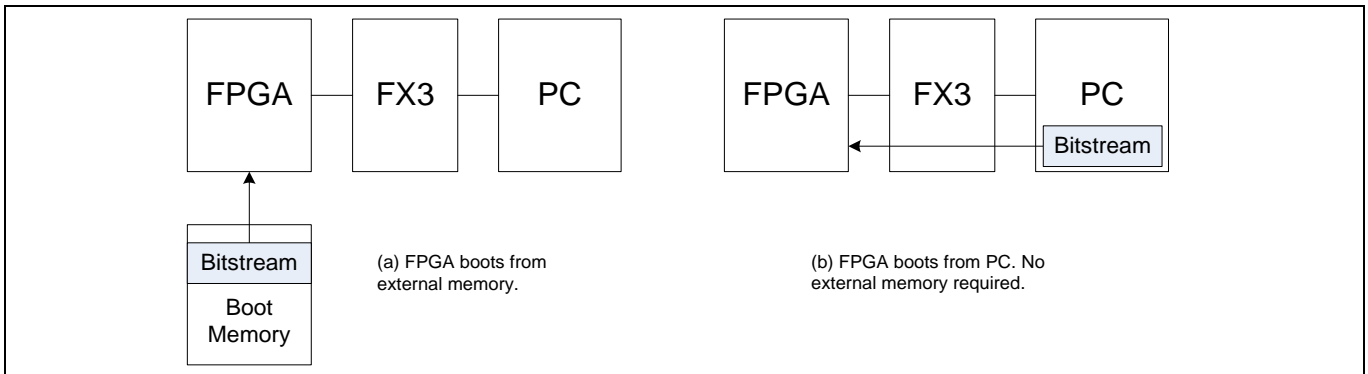 FPGA
FX3
PC
Bitstream
Boot
Memory
(a) FPGA boots from
external memory.
FPGA
FX3
PC
Bitstream
(b) FPGA boots from PC. No
external memory required.